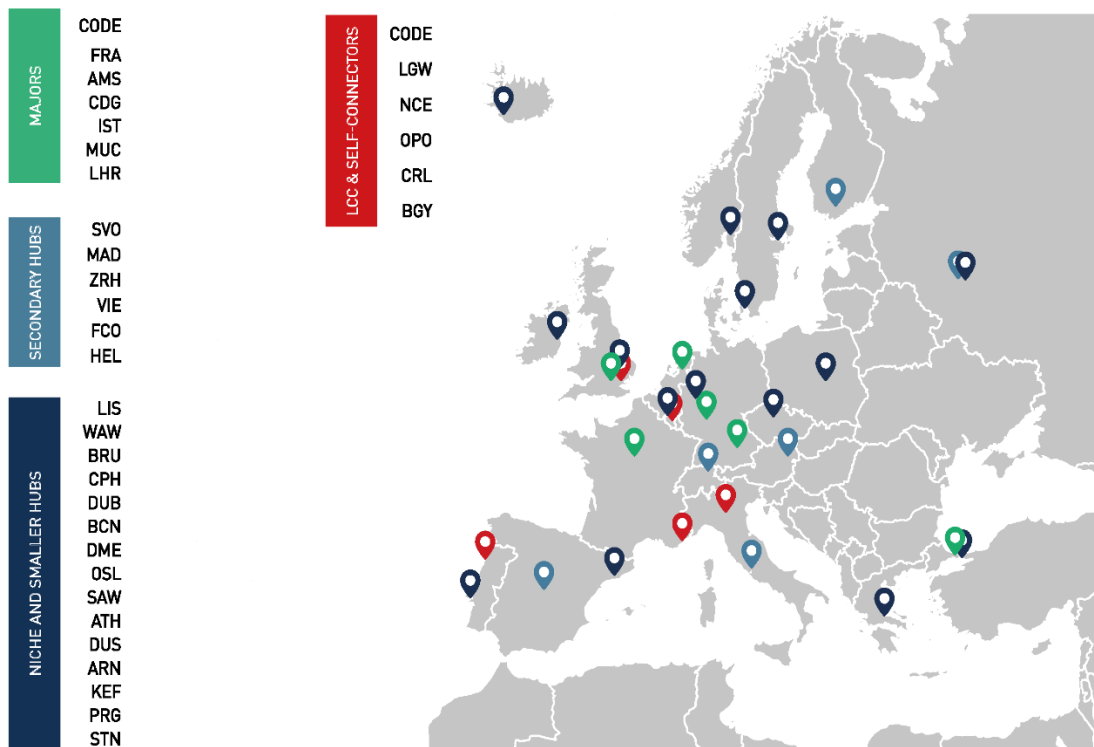 MAJORS
CODE
FRA
AMS
CDG
IST
MUC
LHR
SECONDARY HUBS
SVO
MAD
ZRH
VIE
FCO
HEL
NICHE AND SMALLER HUBS
LIS
WAW
BRU
CPH
DUB
BCN
DME
OSL
SAW
ATH
DUS
ARN
KEF
PRG
STN
LCC & SELF-CONNECTORS
CODE
LGW
NCE
OPO
CRL
BGY